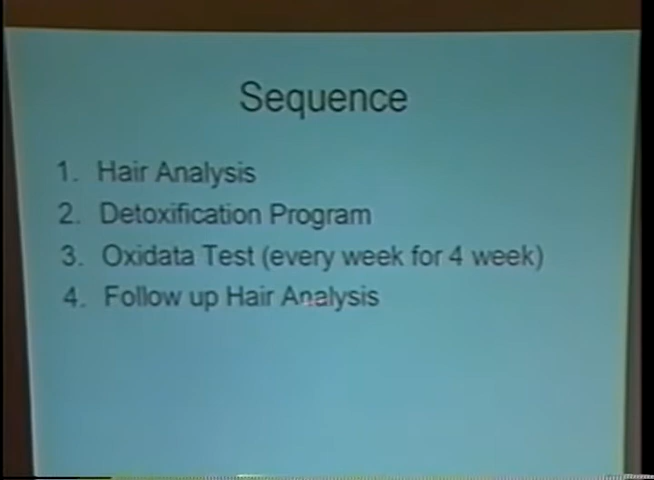 Sequence
1. Hair Analysis
2. Detoxification Program
3. Oxidata Test (every week for 4 week)
4. Follow up Hair Analysis